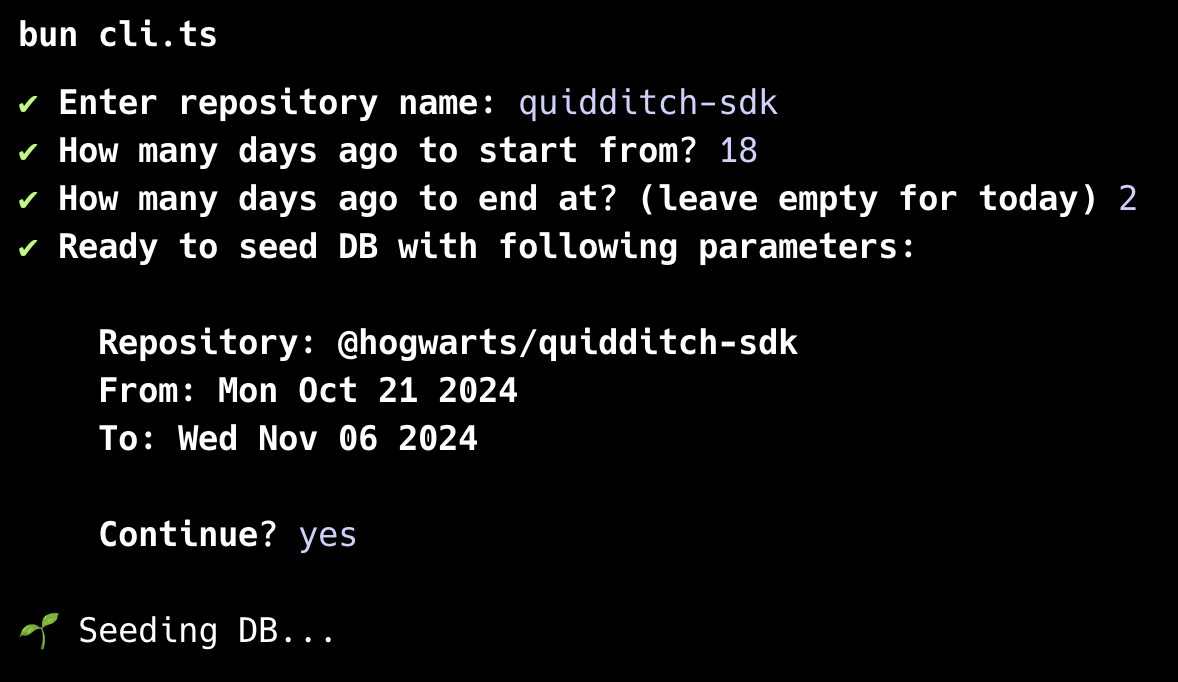 bun cli.ts
✔ Enter repository name: quidditch-sdk
✔ How many days ago to start from? 18
✔ How many days ago to end at? (leave empty for today) 2
✔ Ready to seed DB with following parameters:
Repository: @hogwarts/quidditch-sdk
From: Mon Oct 21 2024
To: Wed Nov 06 2024
Continue? yes
🌱 Seeding DB...